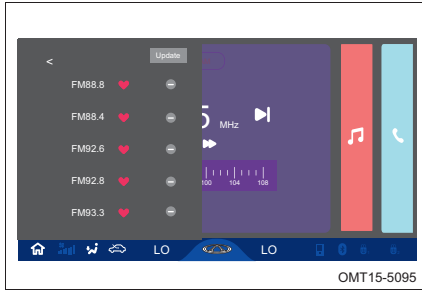 <
Update
FM88.8
FM88.4
FM92.6
FM92.8
FM93.3
5 MHz
100 104 108
LO
LO
OMT15-5095